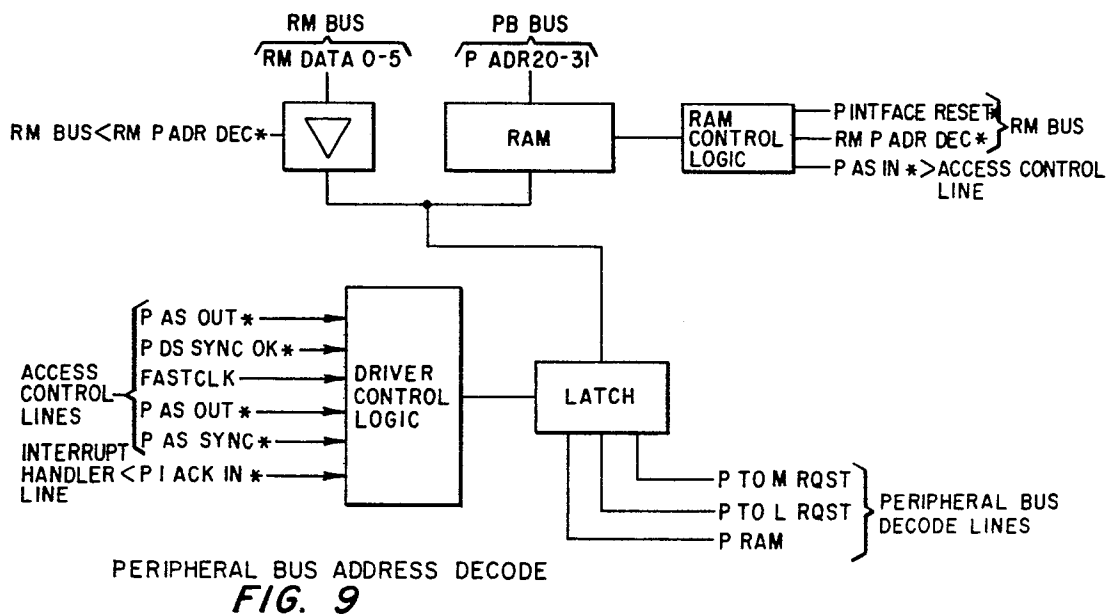 RM BUS
RM DATA 0-5
PB BUS
P ADR20-31
RM BUS<RM P ADR DEC*
RAM
RAM
CONTROL
LOGIC
P INTFACE RESET*
RM P ADR DEC*
RM BUS
P AS IN*>ACCESS CONTROL
LINE
ACCESS
CONTROL
LINES
P AS OUT*
P DS SYNC OK*
FASTCLK
P AS OUT*
P AS SYNC*
INTERRUPT
HANDLER<P I ACK IN*
LINE
DRIVER
CONTROL
LOGIC
LATCH
P TO M RQST
P TO L RQST
P RAM
PERIPHERAL BUS
DECODE LINES
PERIPHERAL BUS ADDRESS DECODE
FIG. 9